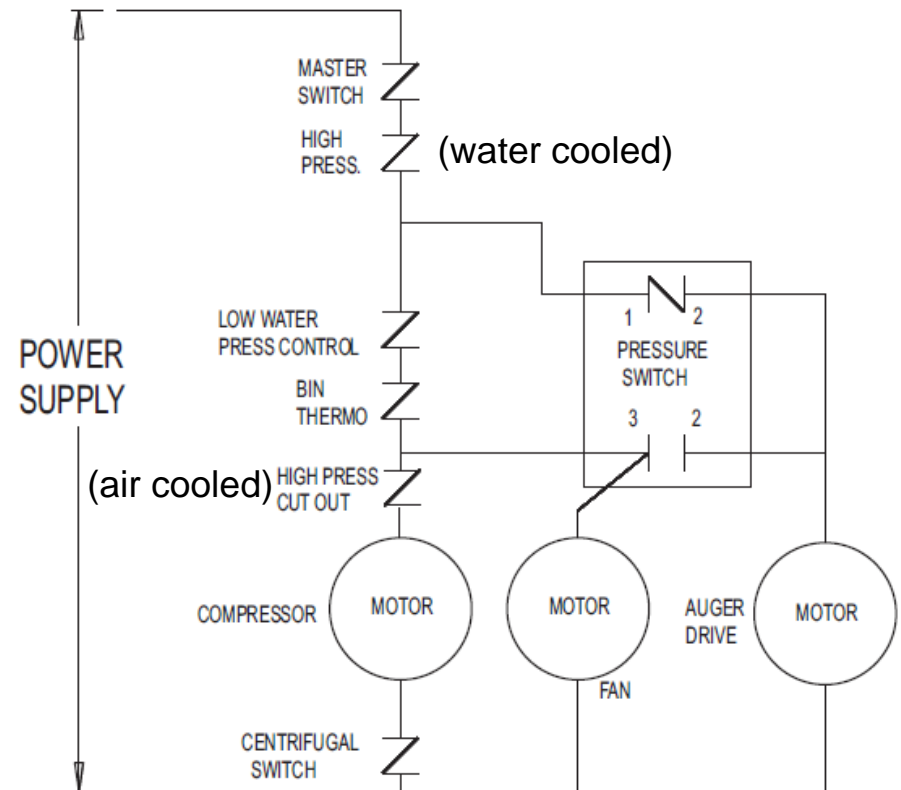 MASTER
SWITCH
HIGH
PRESS.
(water cooled)
LOW WATER
PRESS CONTROL
1 2
PRESSURE
SWITCH
POWER
SUPPLY
BIN
THERMO
3 2
(air cooled)
HIGH PRESS
CUT OUT
COMPRESSOR
MOTOR
MOTOR
AUGER
DRIVE
MOTOR
FAN
CENTRIFUGAL
SWITCH